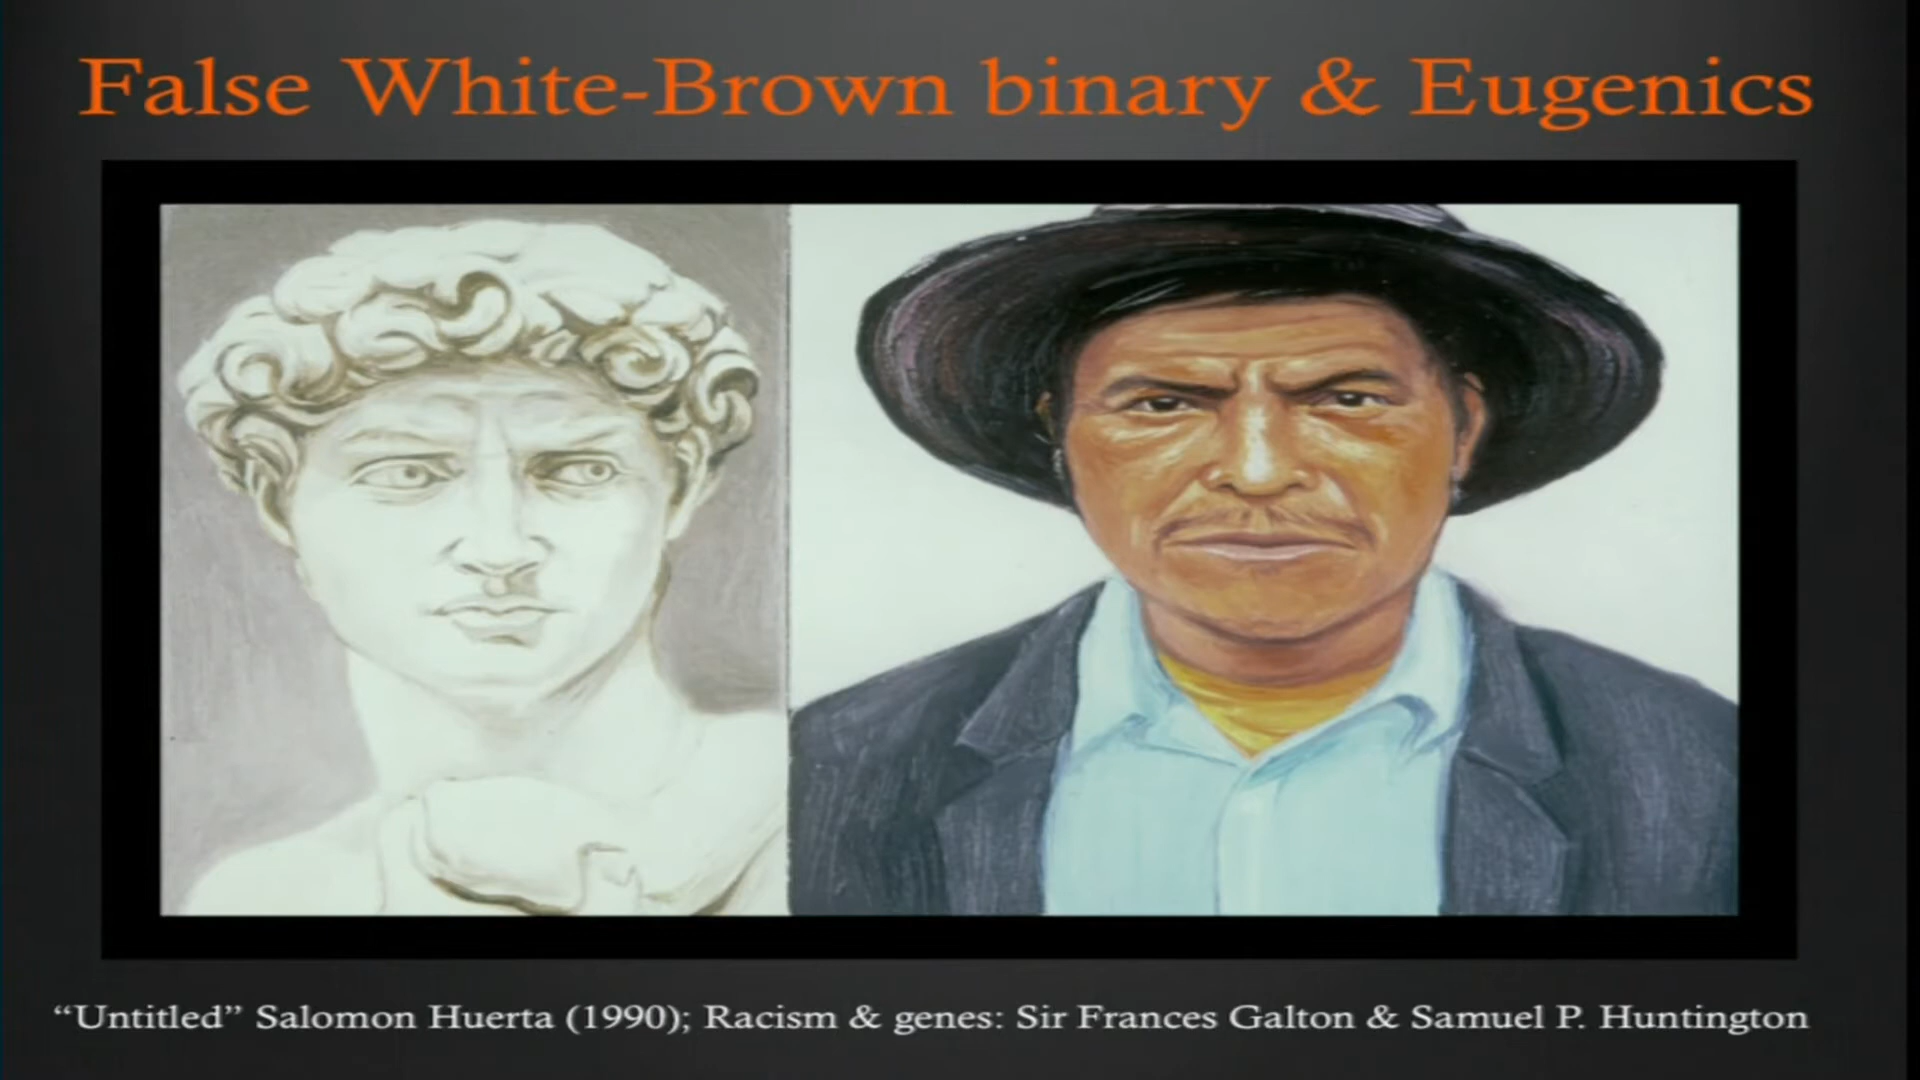 False White-Brown binary & Eugenics
“Untitled” Salomon Huerta (1990); Racism & genes: Sir Frances Galton & Samuel P. Huntington